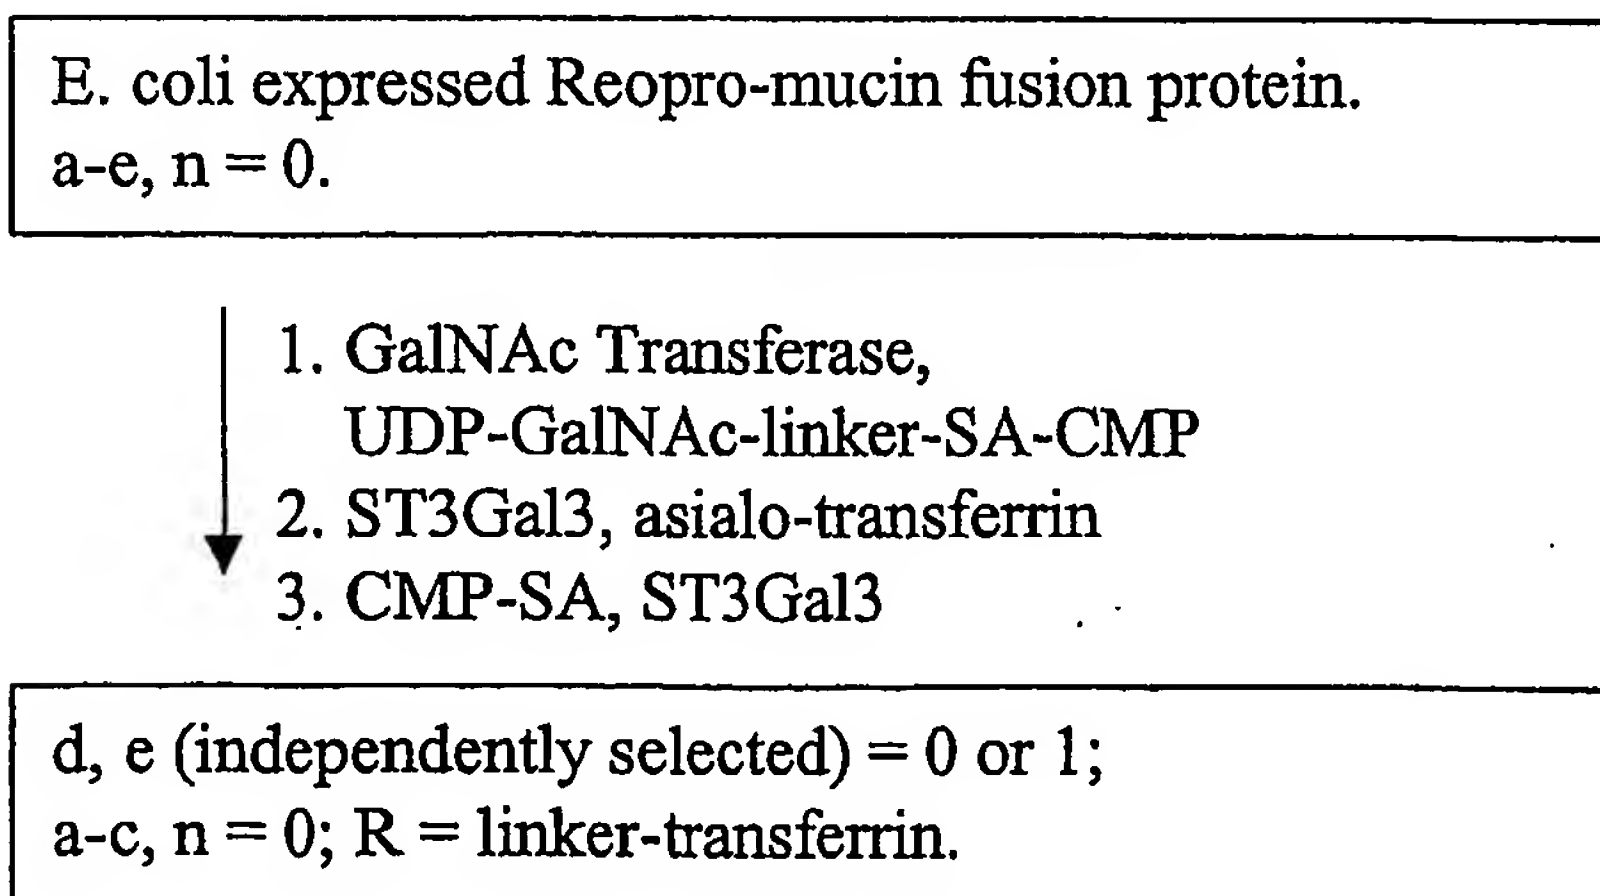 E. coli expressed Reopro-mucin fusion protein.
a-e, n = 0.
1. GalNAc Transferase,
UDP-GalNAc-linker-SA-CMP
2. ST3Gal3, asialo-transferrin
3. CMP-SA, ST3Gal3
d, e (independently selected) = 0 or 1;
a-c, n = 0; R = linker-transferrin.